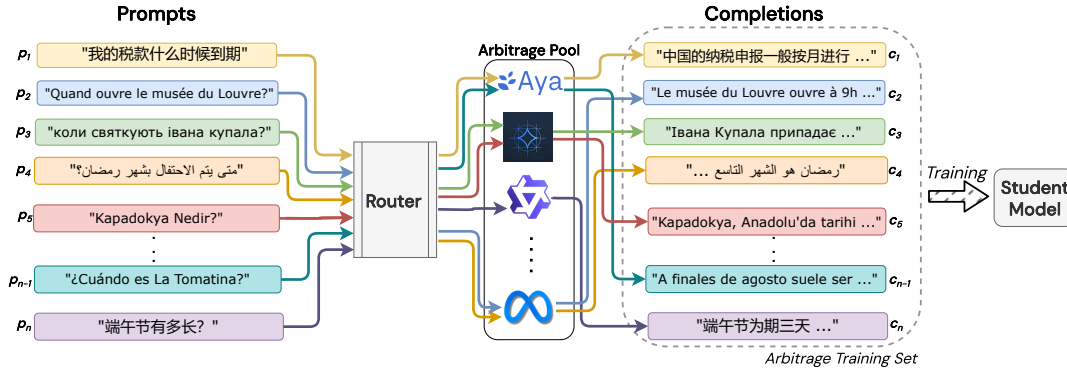 Prompts
Completions
Arbitrage Pool
p1 "我的税款什么时候到期"
p2 "Quand ouvre le musée du Louvre?"
p3 "коли святкують івана купала?"
p4 "متى يتم الاحتفال بشهر رمضان؟"
p5 "Kapadokya Nedir?"
pn-1 "¿Cuándo es La Tomatina?"
pn "端午节有多长？"
Router
Aya
"中国的纳税申报一般按月进行 ..." c1
"Le musée du Louvre ouvre à 9h ..." c2
"Івана Купала припадає ..." c3
"رمضان هو الشهر التاسع ..." c4
"Kapadokya, Anadolu'da tarihi ..." c5
"A finales de agosto suele ser ..." cn-1
"端午节为期三天 ..." cn
Arbitrage Training Set
Training
Student
Model